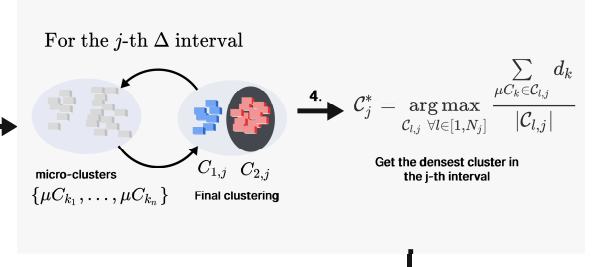 For the j-th Δ interval
4.
C*_j − arg max_{C_{l,j} ∀l∈[1,N_j]} ∑_{μC_k∈C_{l,j}} d_k / |C_{l,j}|
C_{1,j} C_{2,j}
micro-clusters
{μC_{k_1}, . . . , μC_{k_n}}
Final clustering
Get the densest cluster in
the j-th interval